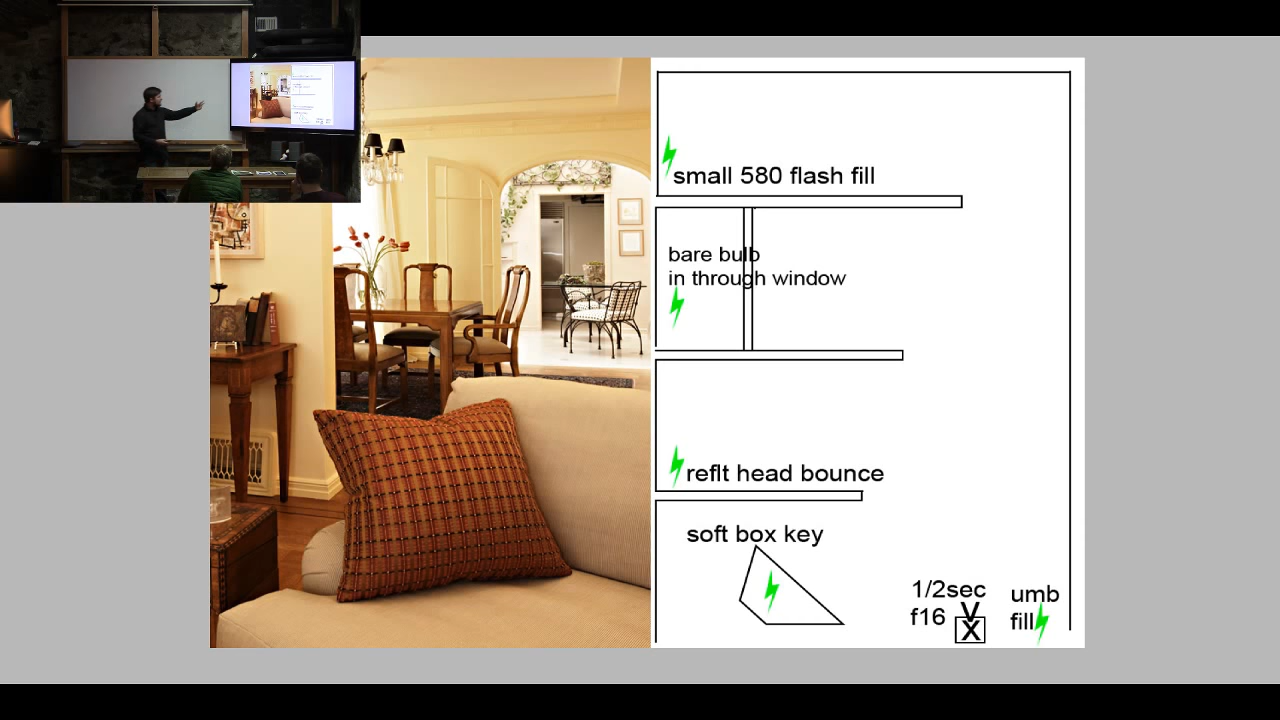 small 580 flash fill
bare bulb
in through window
reflt head bounce
soft box key
1/2sec
f16
V
X
umb
fill